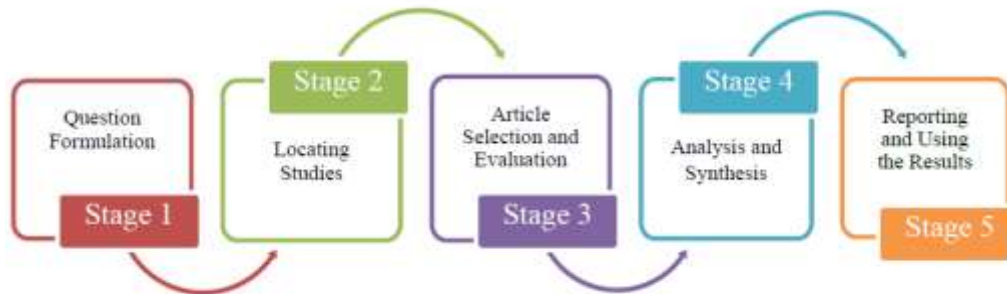 Question
Formulation
Stage 1
Stage 2
Locating
Studies
Article
Selection and
Evaluation
Stage 3
Stage 4
Analysis and
Synthesis
Reporting
and Using
the Results
Stage 5